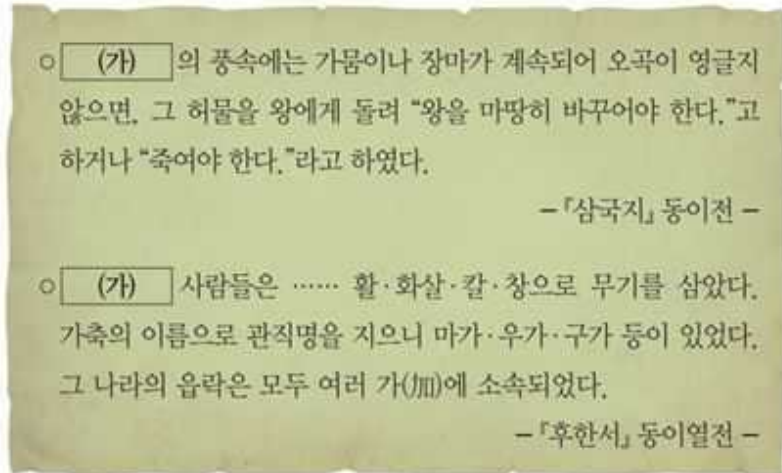 ○ (가) 의 풍속에는 가뭄이나 장마가 계속되어 오곡이 영글지
않으면, 그 허물을 왕에게 돌려 “왕을 마땅히 바꾸어야 한다.”고
하거나 “죽여야 한다.”라고 하였다.
-『삼국지』 동이전 -
○ (가) 사람들은 …… 활·화살·칼·창으로 무기를 삼았다.
가축의 이름으로 관직명을 지으니 마가·우가·구가 등이 있었다.
그 나라의 읍락은 모두 여러 가(加)에 소속되었다.
-『후한서』 동이열전 -